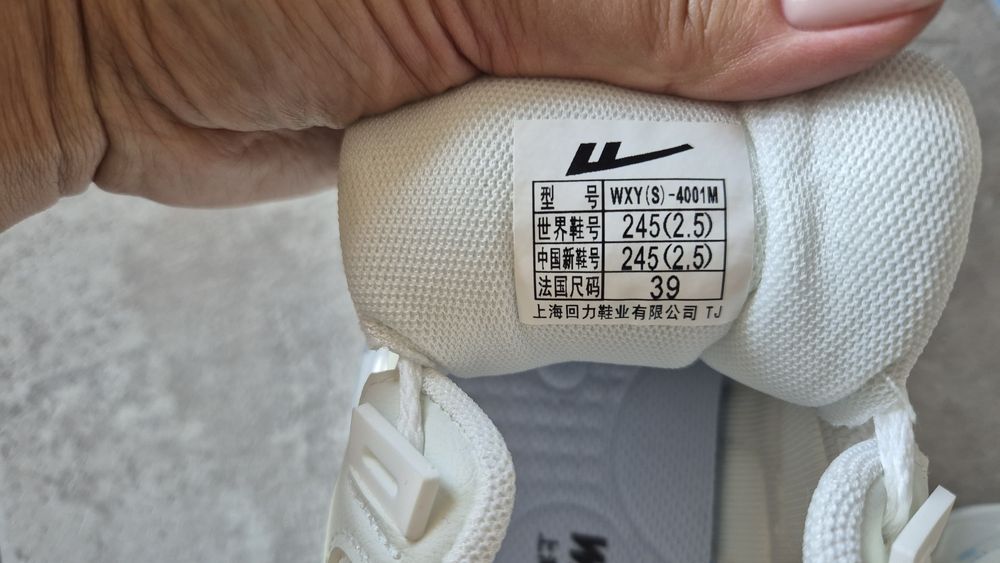 型 号 WXY(S)-4001M
世界鞋号 245(2.5)
中国新鞋号 245(2.5)
法国尺码 39
上海回力鞋业有限公司 TJ